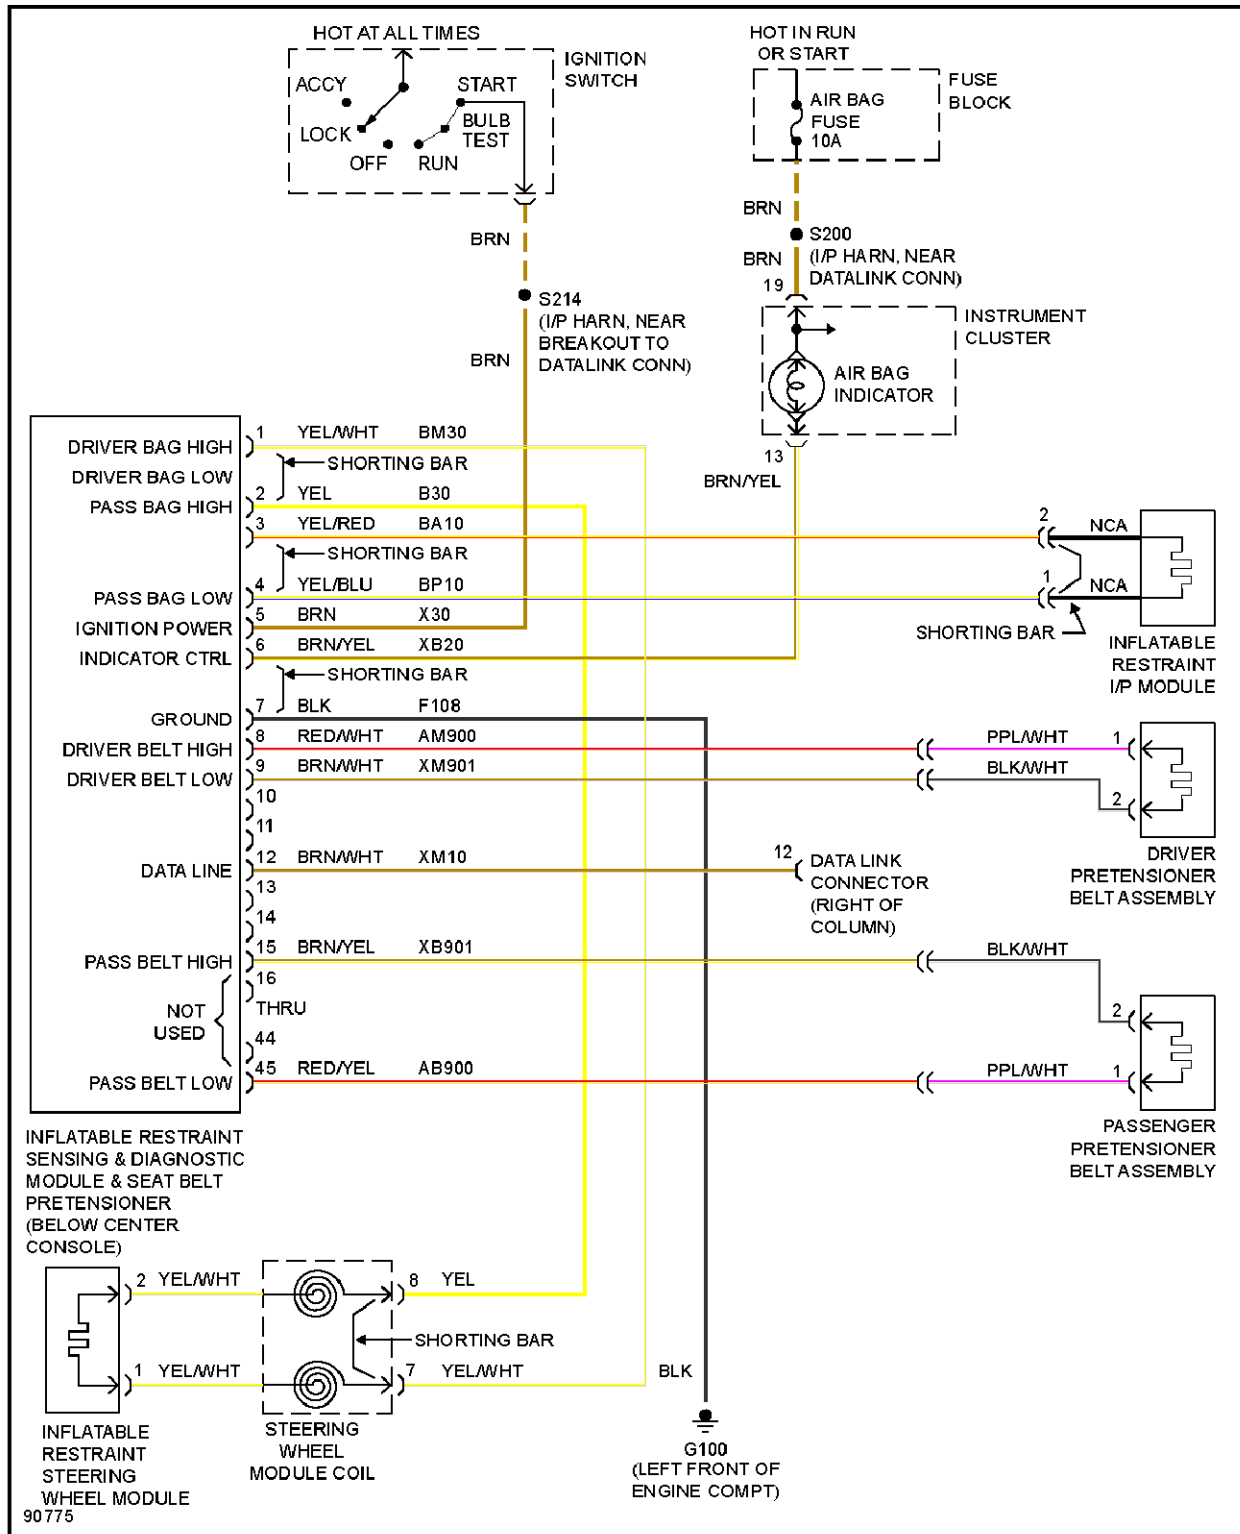 HOT AT ALL TIMES
IGNITION
SWITCH
ACCY
LOCK
OFF
RUN
START
BULB
TEST
HOT IN RUN
OR START
FUSE
BLOCK
AIR BAG
FUSE
10A
BRN
S214
(I/P HARN, NEAR
BREAKOUT TO
DATALINK CONN)
BRN
BRN
S200
(I/P HARN, NEAR
DATALINK CONN)
BRN
19
INSTRUMENT
CLUSTER
AIR BAG
INDICATOR
13
BRN/YEL
DRIVER BAG HIGH
1 YEL/WHT BM30
DRIVER BAG LOW
SHORTING BAR
PASS BAG HIGH
2 YEL B30
3 YEL/RED BA10
SHORTING BAR
PASS BAG LOW
4 YEL/BLU BP10
IGNITION POWER
5 BRN X30
INDICATOR CTRL
6 BRN/YEL XB20
SHORTING BAR
GROUND
7 BLK F108
DRIVER BELT HIGH
8 RED/WHT AM900
DRIVER BELT LOW
9 BRN/WHT XM901
10
11
DATA LINE
12 BRN/WHT XM10
13
14
PASS BELT HIGH
15 BRN/YEL XB901
16
NOT
USED
THRU
44
PASS BELT LOW
45 RED/YEL AB900
2
NCA
1
NCA
SHORTING BAR
INFLATABLE
RESTRAINT
I/P MODULE
PPL/WHT 1
BLK/WHT
2
DRIVER
PRETENSIONER
BELT ASSEMBLY
12
DATA LINK
CONNECTOR
(RIGHT OF
COLUMN)
BLK/WHT
2
PPL/WHT 1
PASSENGER
PRETENSIONER
BELT ASSEMBLY
INFLATABLE RESTRAINT
SENSING & DIAGNOSTIC
MODULE & SEAT BELT
PRETENSIONER
(BELOW CENTER
CONSOLE)
2 YEL/WHT
8 YEL
SHORTING BAR
1 YEL/WHT
7 YEL/WHT
BLK
INFLATABLE
RESTRAINT
STEERING
WHEEL MODULE
STEERING
WHEEL
MODULE COIL
G100
(LEFT FRONT OF
ENGINE COMPT)
90775